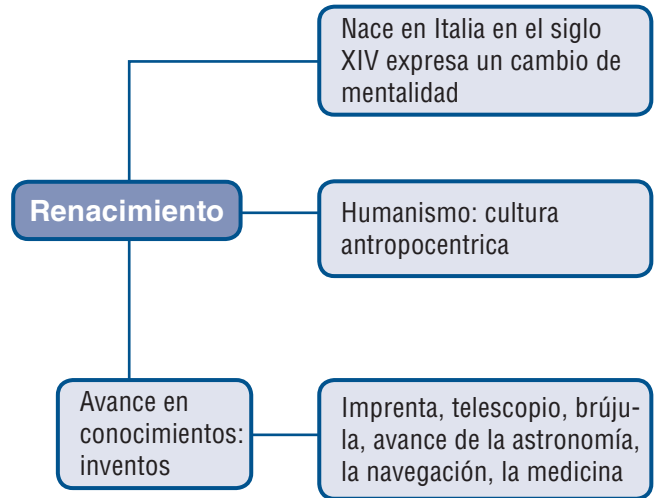 Nace en Italia en el siglo
XIV expresa un cambio de
mentalidad
Renacimiento
Humanismo: cultura
antropocentrica
Avance en
conocimientos:
inventos
Imprenta, telescopio, brúju-
la, avance de la astronomía,
la navegación, la medicina